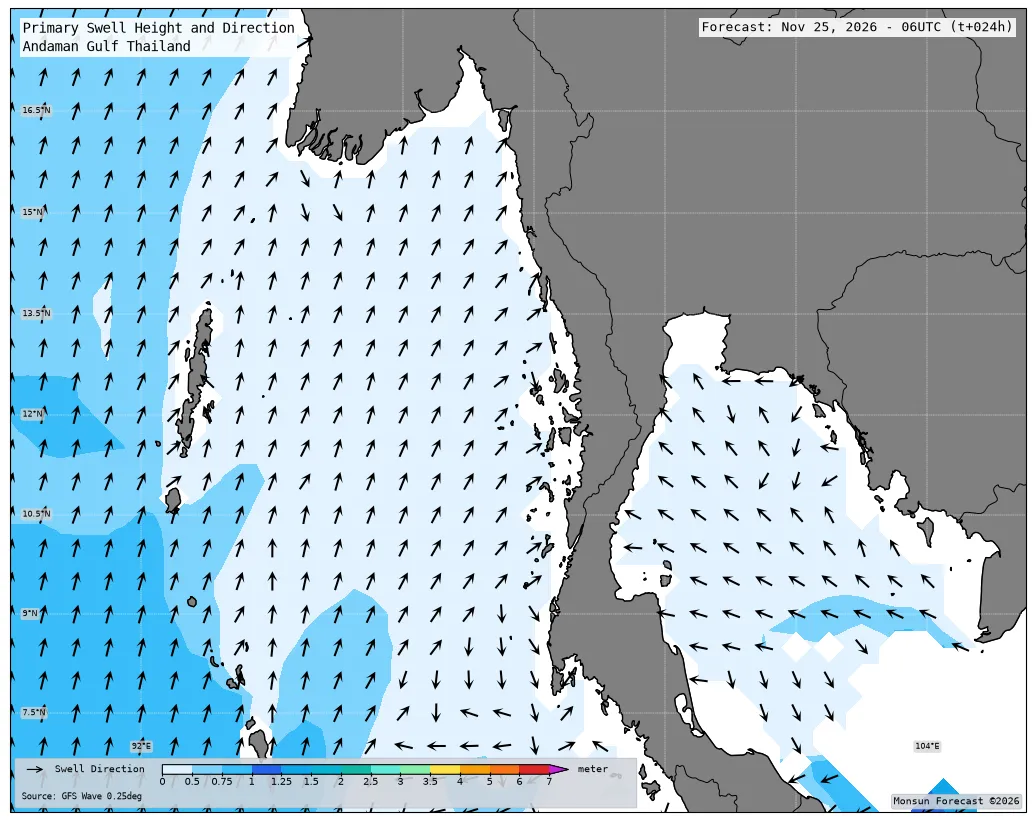 Primary Swell Height and Direction
Andaman Gulf Thailand
Forecast: Nov 25, 2026 - 06UTC (t+024h)
16.5°N
15°N
13.5°N
12°N
10.5°N
9°N
7.5°N
92°E
104°E
Swell Direction
0 0.5 0.75 1 1.25 1.5 2 2.5 3 3.5 4 5 6 7
meter
Source: GFS Wave 0.25deg
Monsun Forecast ©2026